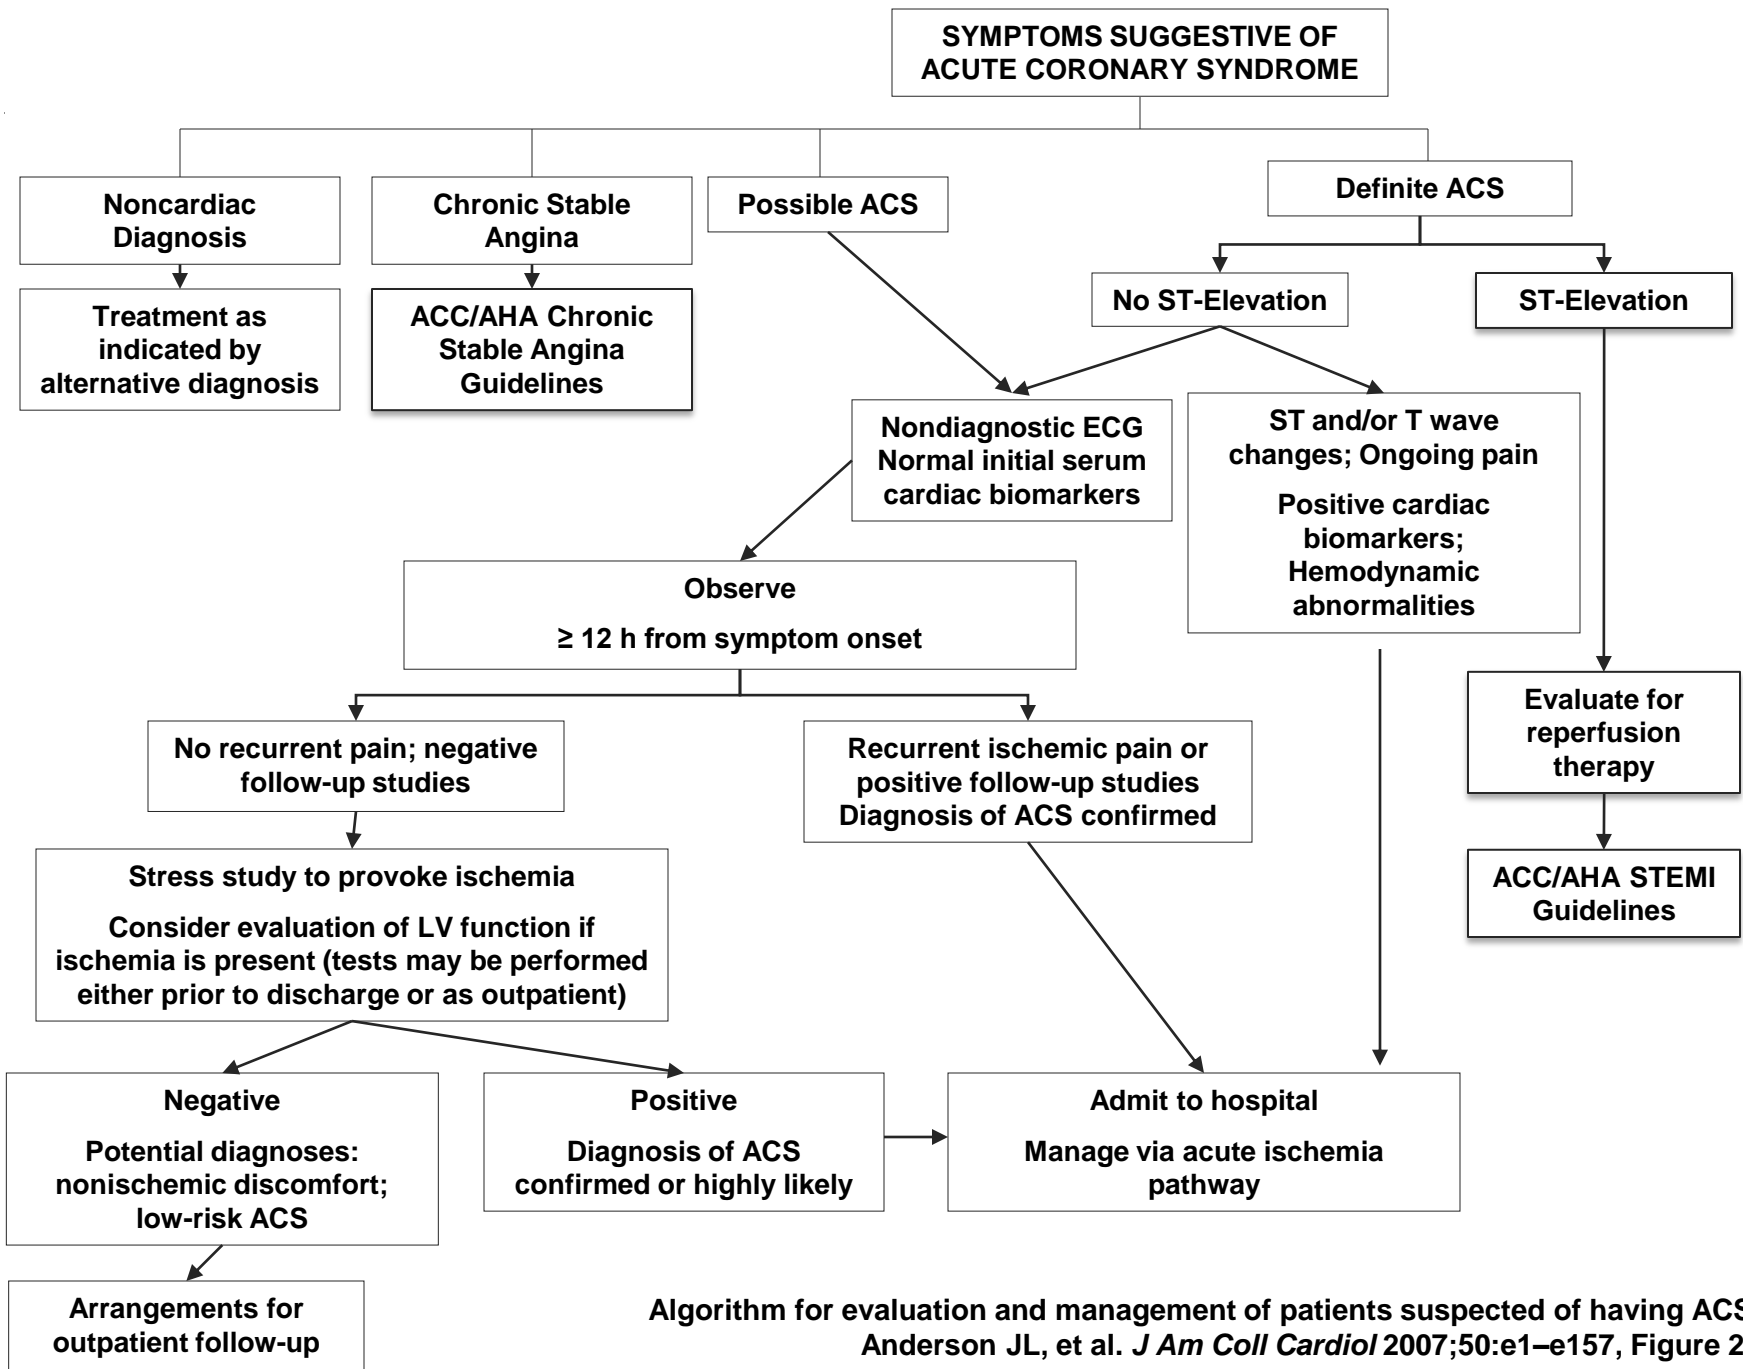 SYMPTOMS SUGGESTIVE OF
ACUTE CORONARY SYNDROME
Noncardiac
Diagnosis
Chronic Stable
Angina
Possible ACS
Definite ACS
Treatment as
indicated by
alternative diagnosis
ACC/AHA Chronic
Stable Angina
Guidelines
No ST-Elevation
ST-Elevation
Nondiagnostic ECG
Normal initial serum
cardiac biomarkers
ST and/or T wave
changes; Ongoing pain
Positive cardiac
biomarkers;
Hemodynamic
abnormalities
Observe
≥ 12 h from symptom onset
No recurrent pain; negative
follow-up studies
Recurrent ischemic pain or
positive follow-up studies
Diagnosis of ACS confirmed
Evaluate for
reperfusion
therapy
ACC/AHA STEMI
Guidelines
Stress study to provoke ischemia
Consider evaluation of LV function if
ischemia is present (tests may be performed
either prior to discharge or as outpatient)
Negative
Potential diagnoses:
nonischemic discomfort;
low-risk ACS
Positive
Diagnosis of ACS
confirmed or highly likely
Admit to hospital
Manage via acute ischemia
pathway
Arrangements for
outpatient follow-up
Algorithm for evaluation and management of patients suspected of having ACS
Anderson JL, et al. J Am Coll Cardiol 2007;50:e1–e157, Figure 2